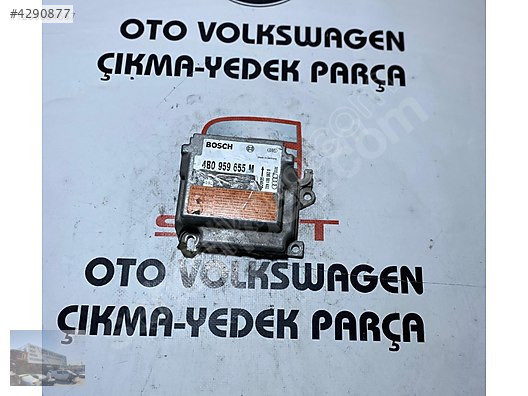 #4290877
OTO VOLKSWAGEN
ÇIKMA-YEDEK PARÇA
BOSCH
4B0 959 655 M
OTO VOLKSWAGEN
ÇIKMA-YEDEK PARÇA